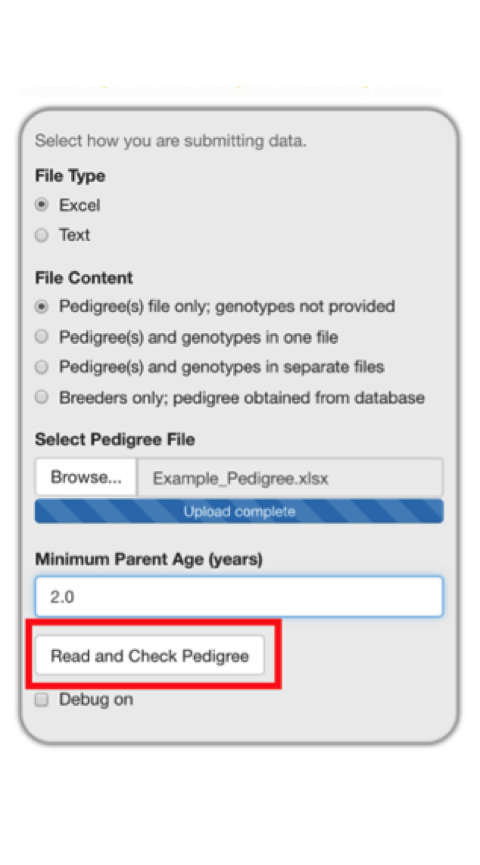 Select how you are submitting data.
File Type
Excel
Text
File Content
Pedigree(s) file only; genotypes not provided
Pedigree(s) and genotypes in one file
Pedigree(s) and genotypes in separate files
Breeders only; pedigree obtained from database
Select Pedigree File
Browse... Example_Pedigree.xlsx
Upload complete
Minimum Parent Age (years)
2.0
Read and Check Pedigree
Debug on